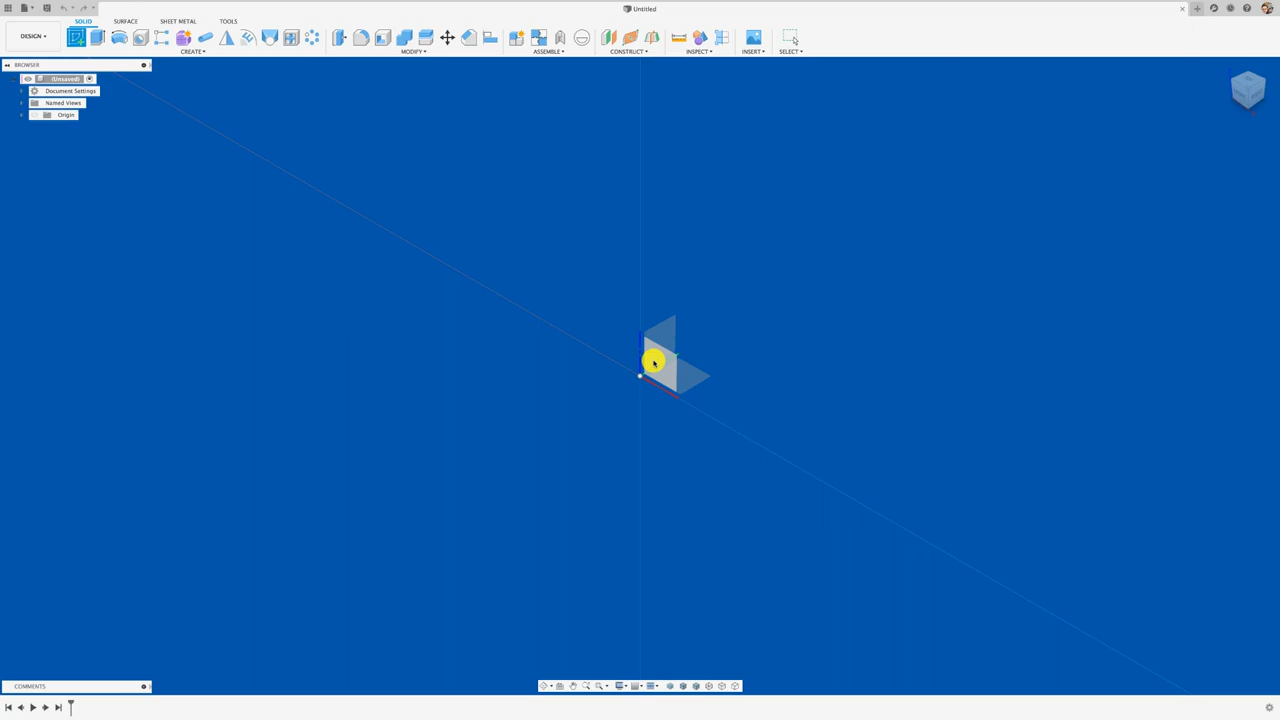 Untitled
DESIGN
SOLID
SURFACE
SHEET METAL
TOOLS
CREATE
MODIFY
ASSEMBLE
CONSTRUCT
INSPECT
INSERT
SELECT
BROWSER
(Unsaved)
Document Settings
Named Views
Origin
COMMENTS